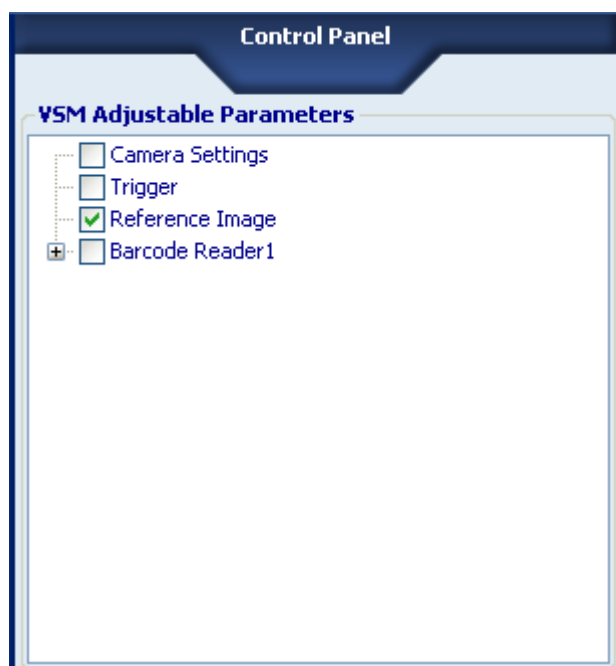 Control Panel
VSM Adjustable Parameters
Camera Settings
Trigger
Reference Image
Barcode Reader1